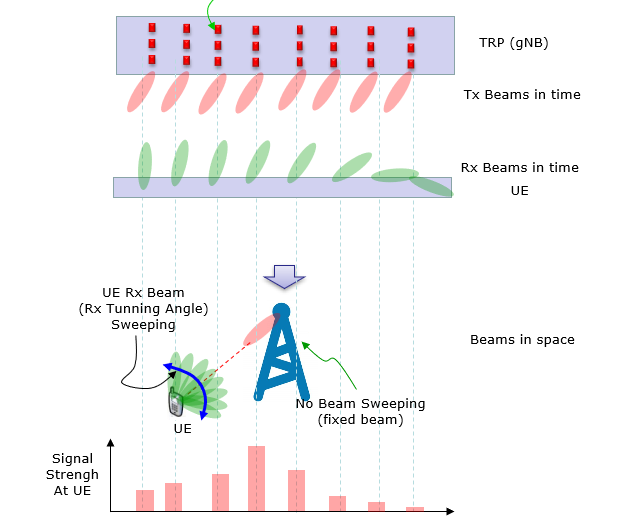 TRP (gNB)
Tx Beams in time
Rx Beams in time
UE
UE Rx Beam
(Rx Tunning Angle)
Sweeping
Beams in space
No Beam Sweeping
(fixed beam)
UE
Signal
Strengh
At UE